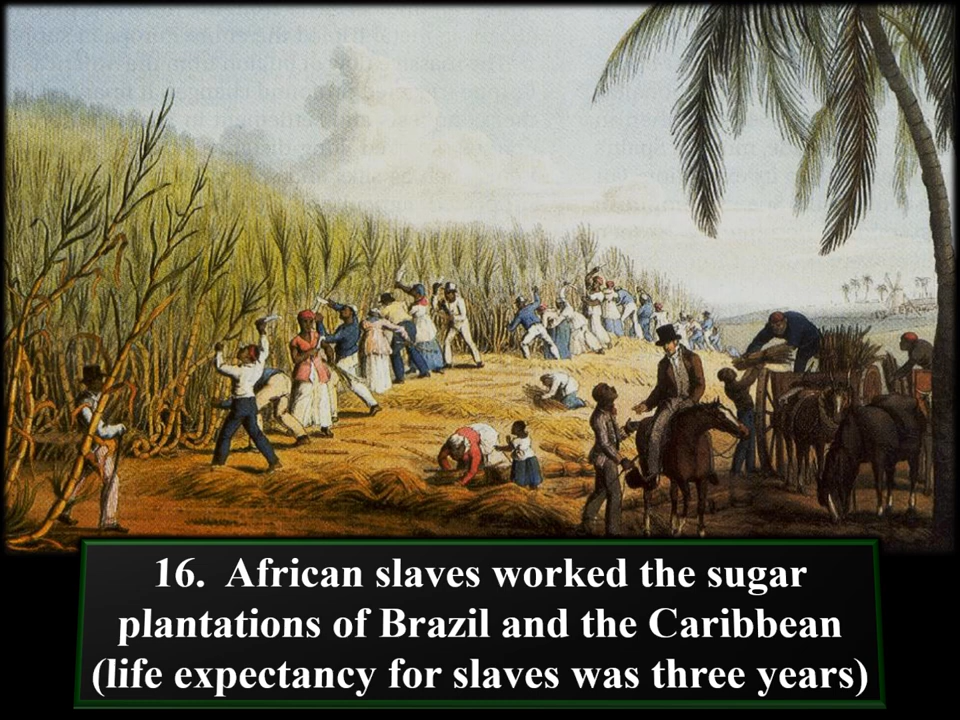 16. African slaves worked the sugar
plantations of Brazil and the Caribbean
(life expectancy for slaves was three years)